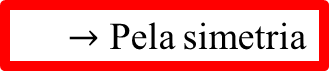 → Pela simetria